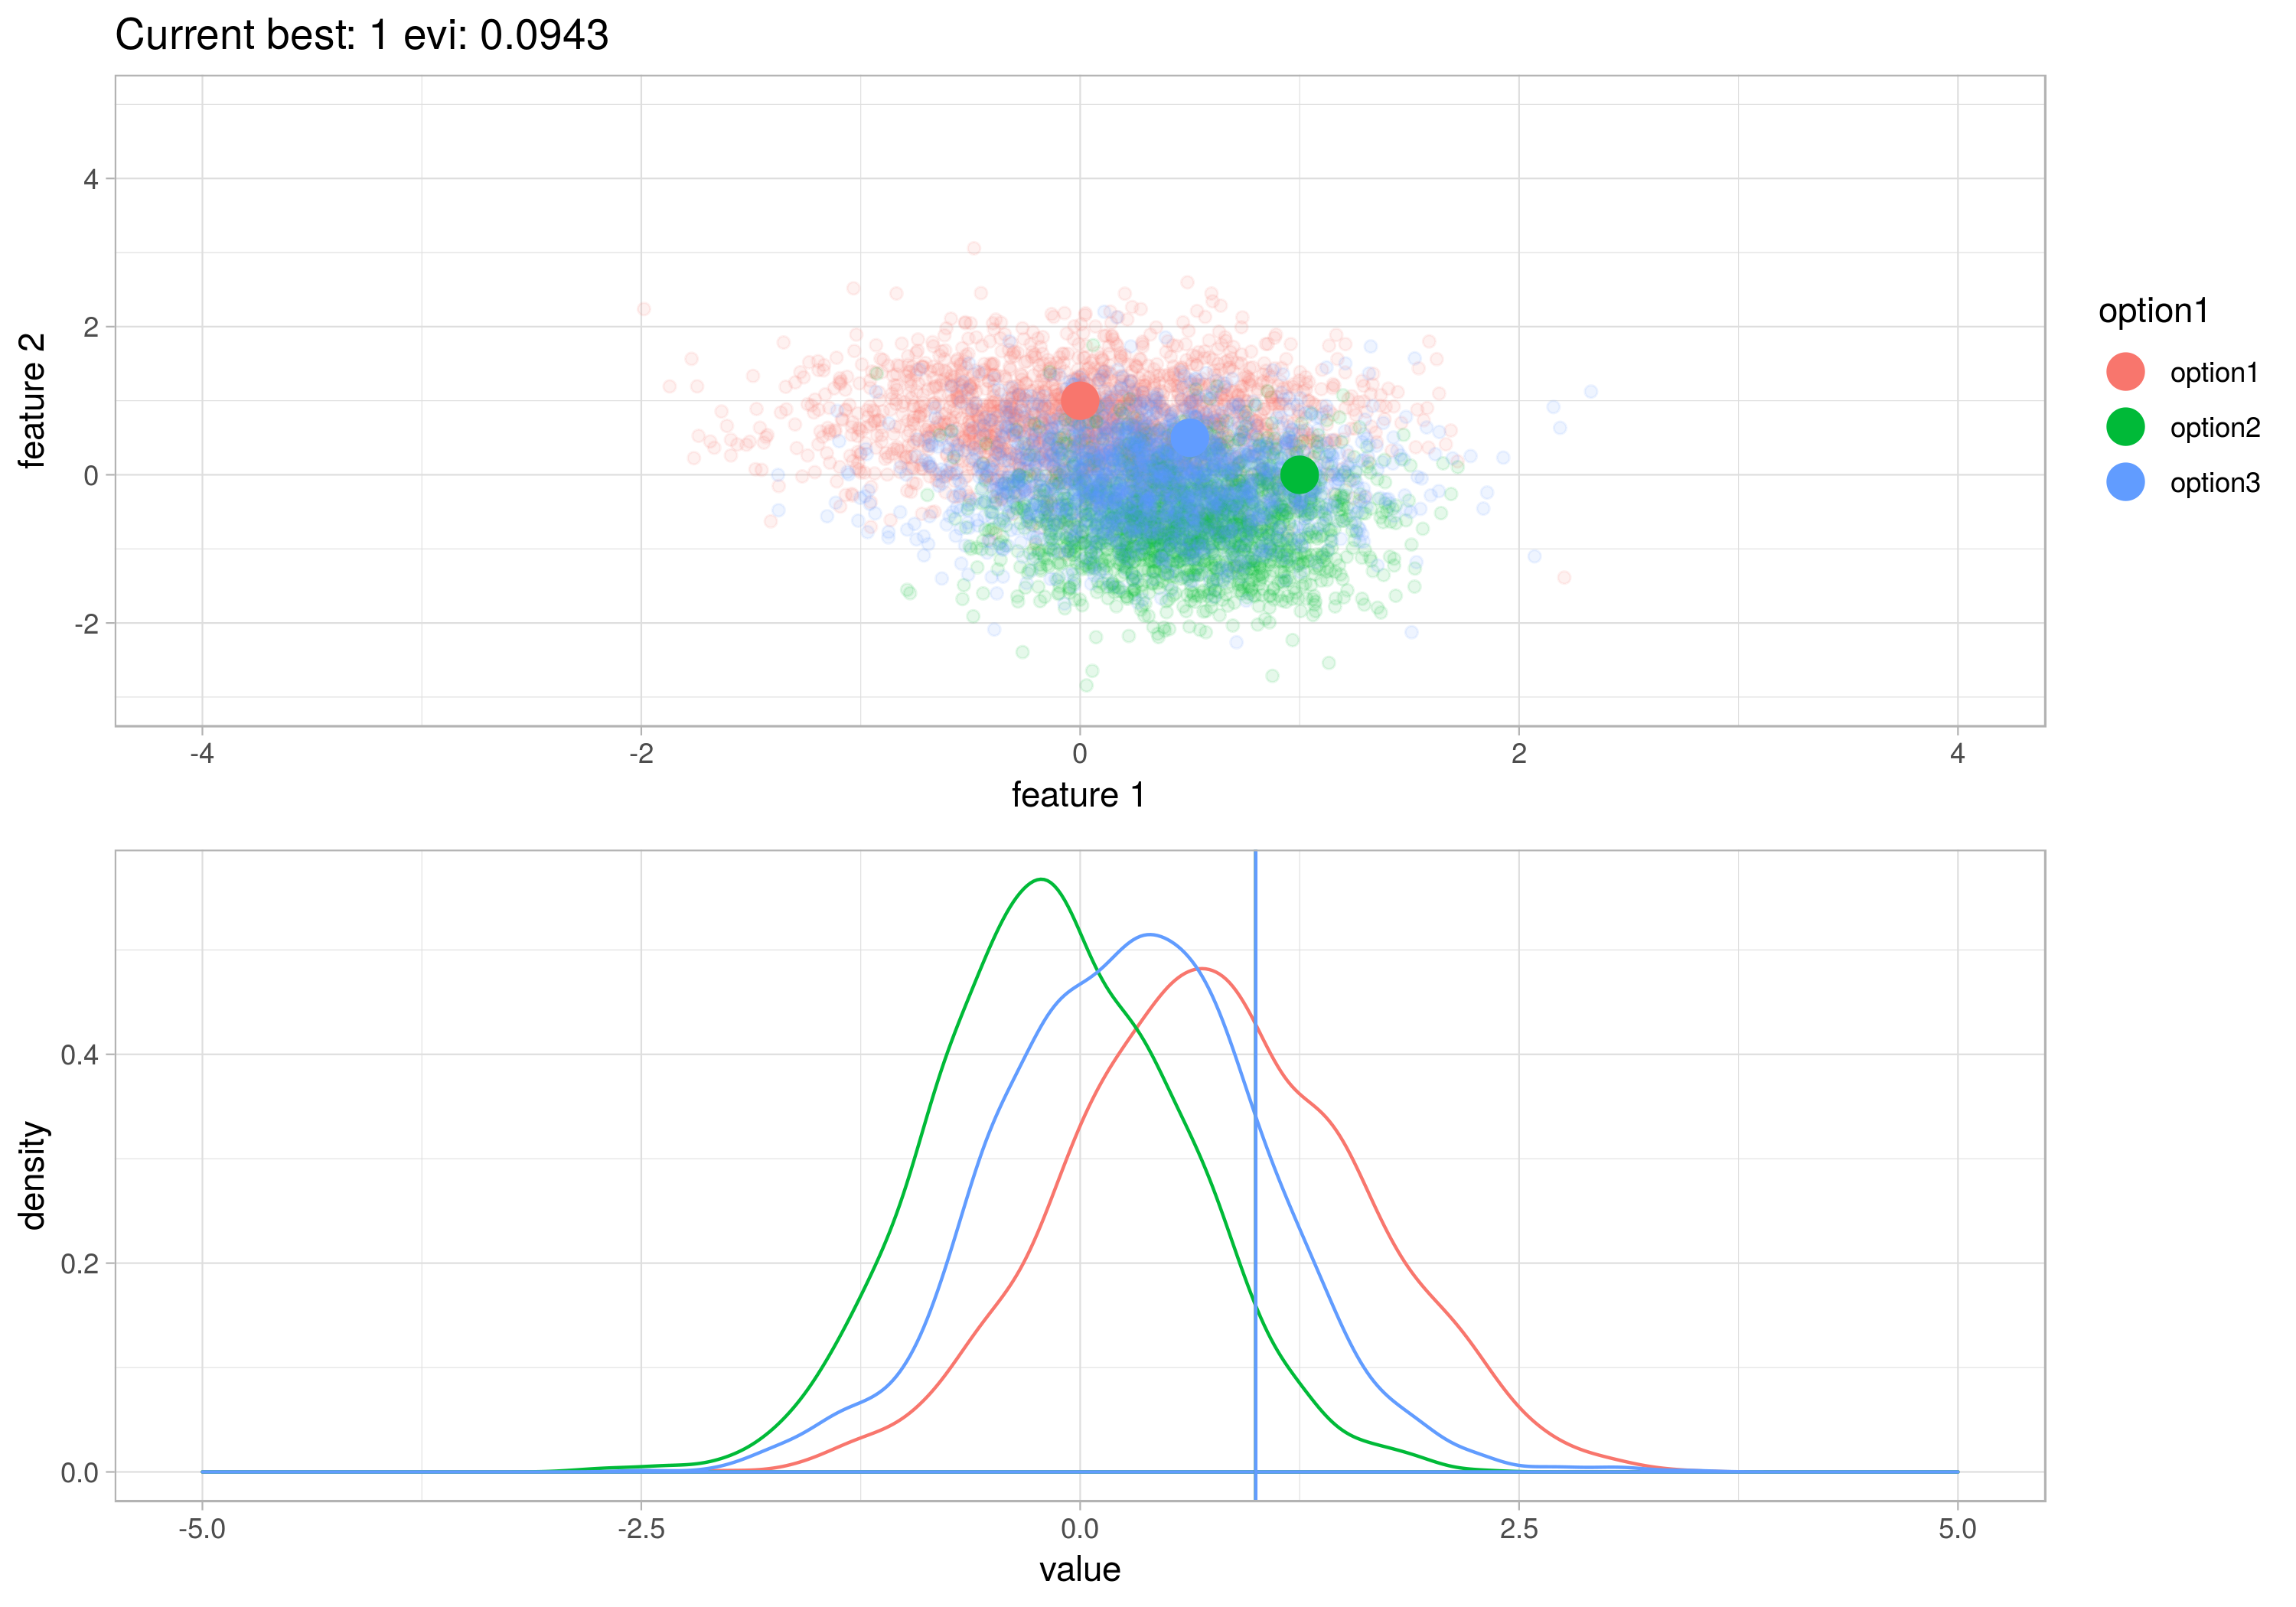 Current best: 1 evi: 0.0943
4
2
0
-2
feature 2
-4
-2
0
2
4
feature 1
option1
option1
option2
option3
0.4
0.2
0.0
density
-5.0
-2.5
0.0
2.5
5.0
value